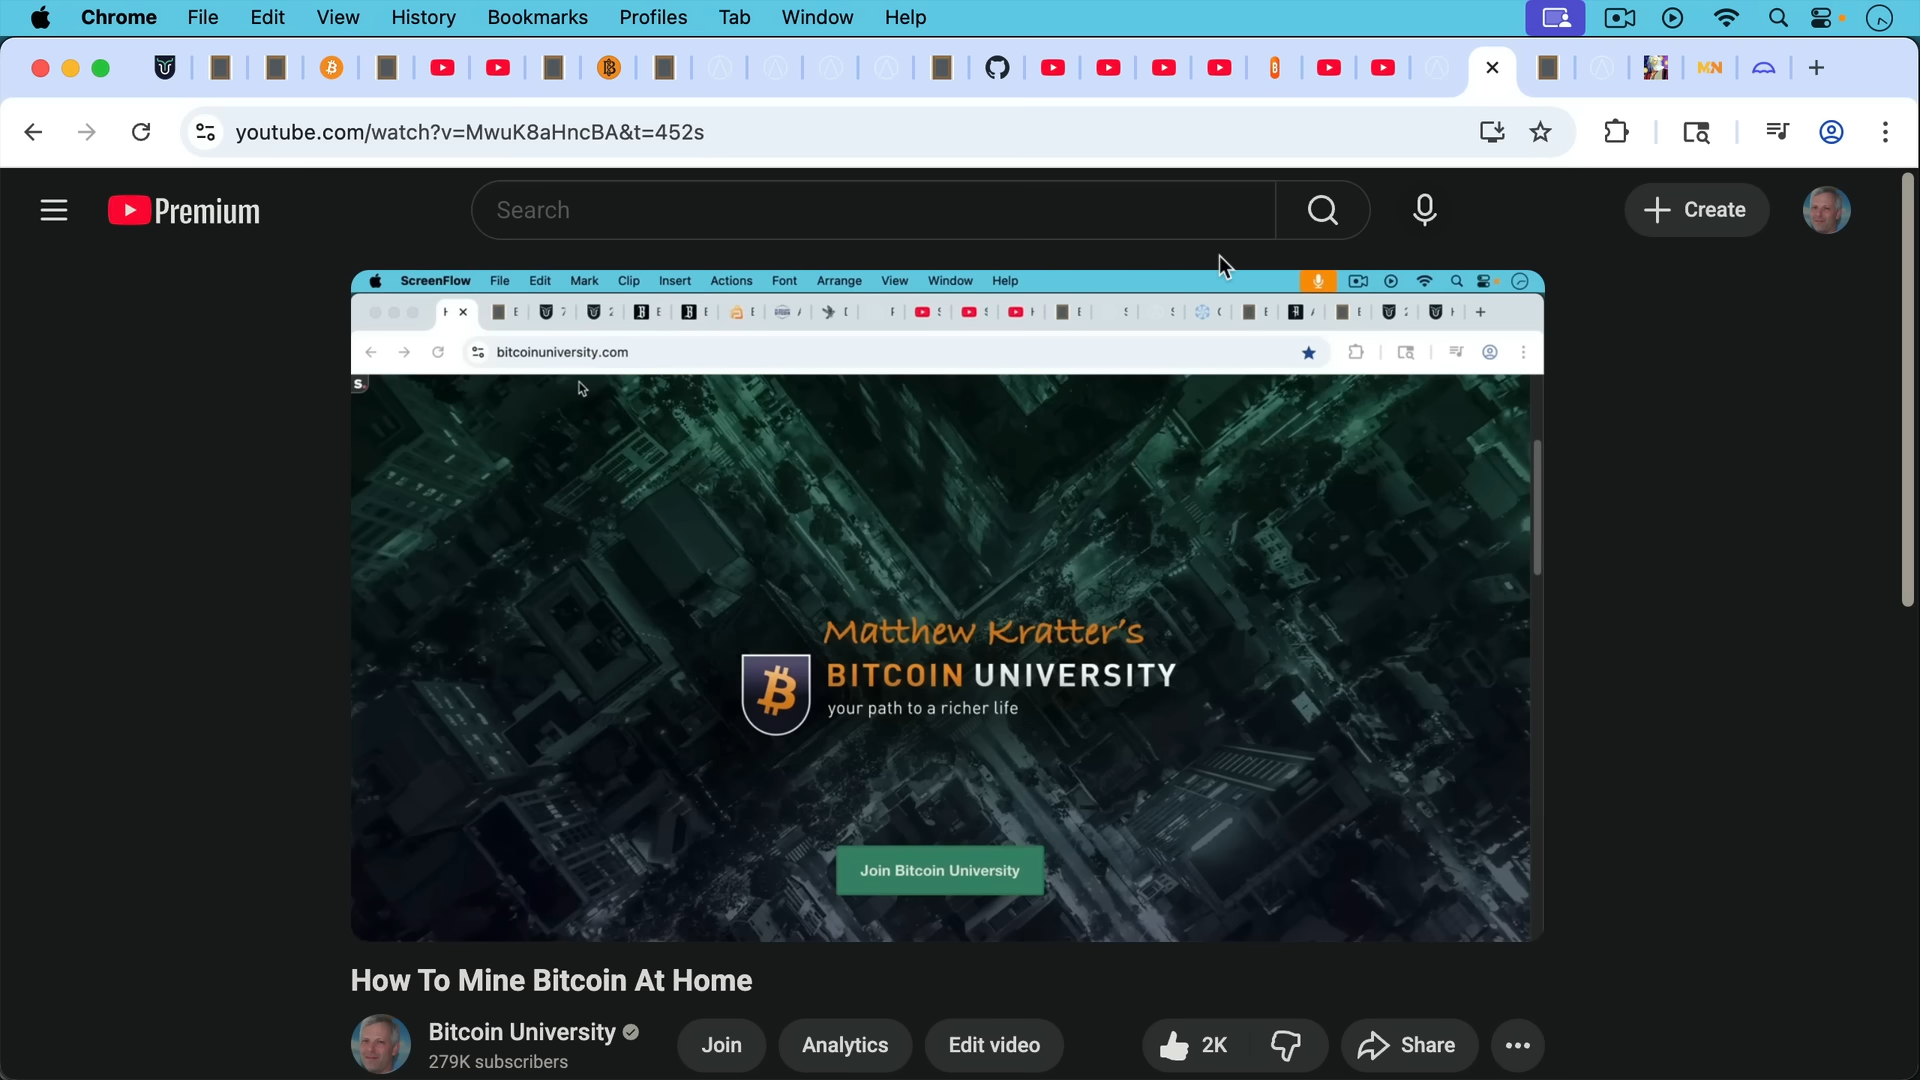 Chrome File Edit View History Bookmarks Profiles Tab Window Help
MN
youtube.com/watch?v=MwuK8aHncBA&t=452s
Premium
Search
Create
ScreenFlow File Edit Mark Clip Insert Actions Font Arrange View Window Help
bitcoinuniversity.com
S.
Matthew Kratter's
BITCOIN UNIVERSITY
your path to a richer life
Join Bitcoin University
How To Mine Bitcoin At Home
Bitcoin University
279K subscribers
Join
Analytics
Edit video
2K
Share